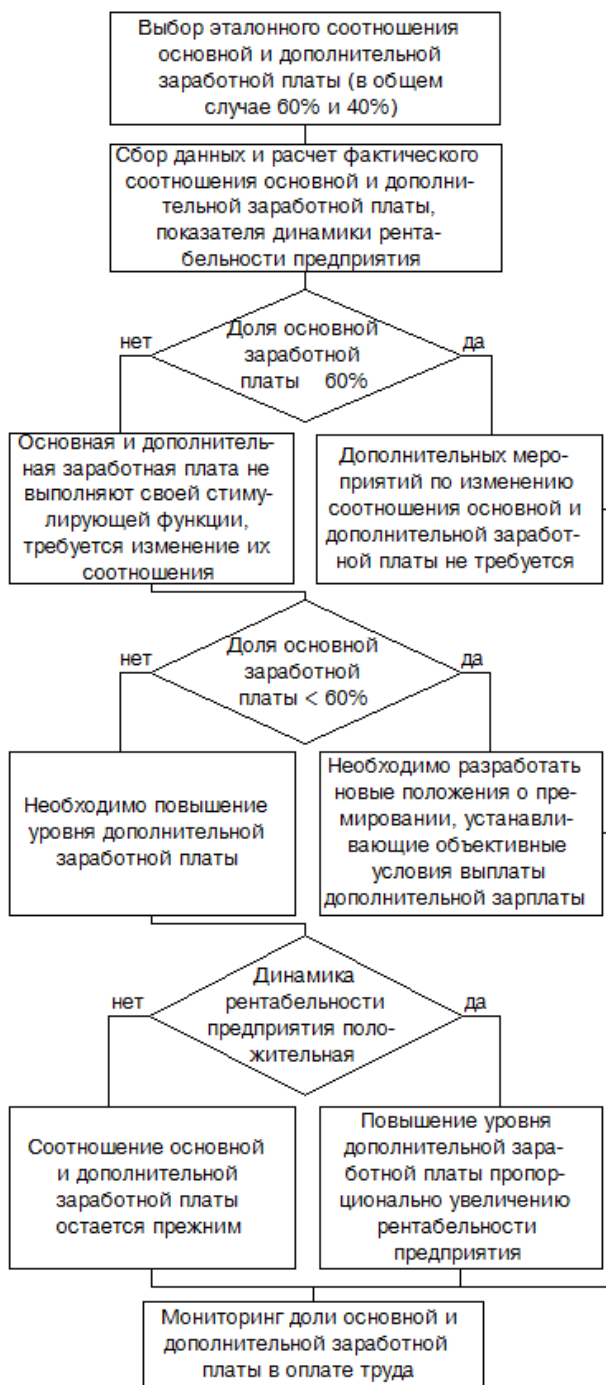 Выбор эталонного соотношения
основной и дополнительной
заработной платы (в общем
случае 60% и 40%)
Сбор данных и расчет фактического
соотношения основной и дополни-
тельной заработной платы,
показателя динамики рента-
бельности предприятия
нет
Доля основной
заработной
платы 60%
да
Основная и дополнитель-
ная заработная плата не
выполняют своей стиму-
лирующей функции,
требуется изменение их
соотношения
Дополнительных меро-
приятий по изменению
соотношения основной и
дополнительной заработ-
ной платы не требуется
нет
Доля основной
заработной
платы < 60%
да
Необходимо повышение
уровня дополнительной
заработной платы
Необходимо разработать
новые положения о пре-
мировании, устанавли-
вающие объективные
условия выплаты
дополнительной зарплаты
нет
Динамика
рентабельности
предприятия поло-
жительная
да
Соотношение основной
и дополнительной
заработной платы
остается прежним
Повышение уровня
дополнительной зара-
ботной платы пропор-
ционально увеличению
рентабельности
предприятия
Мониторинг доли основной и
дополнительной заработной
платы в оплате труда